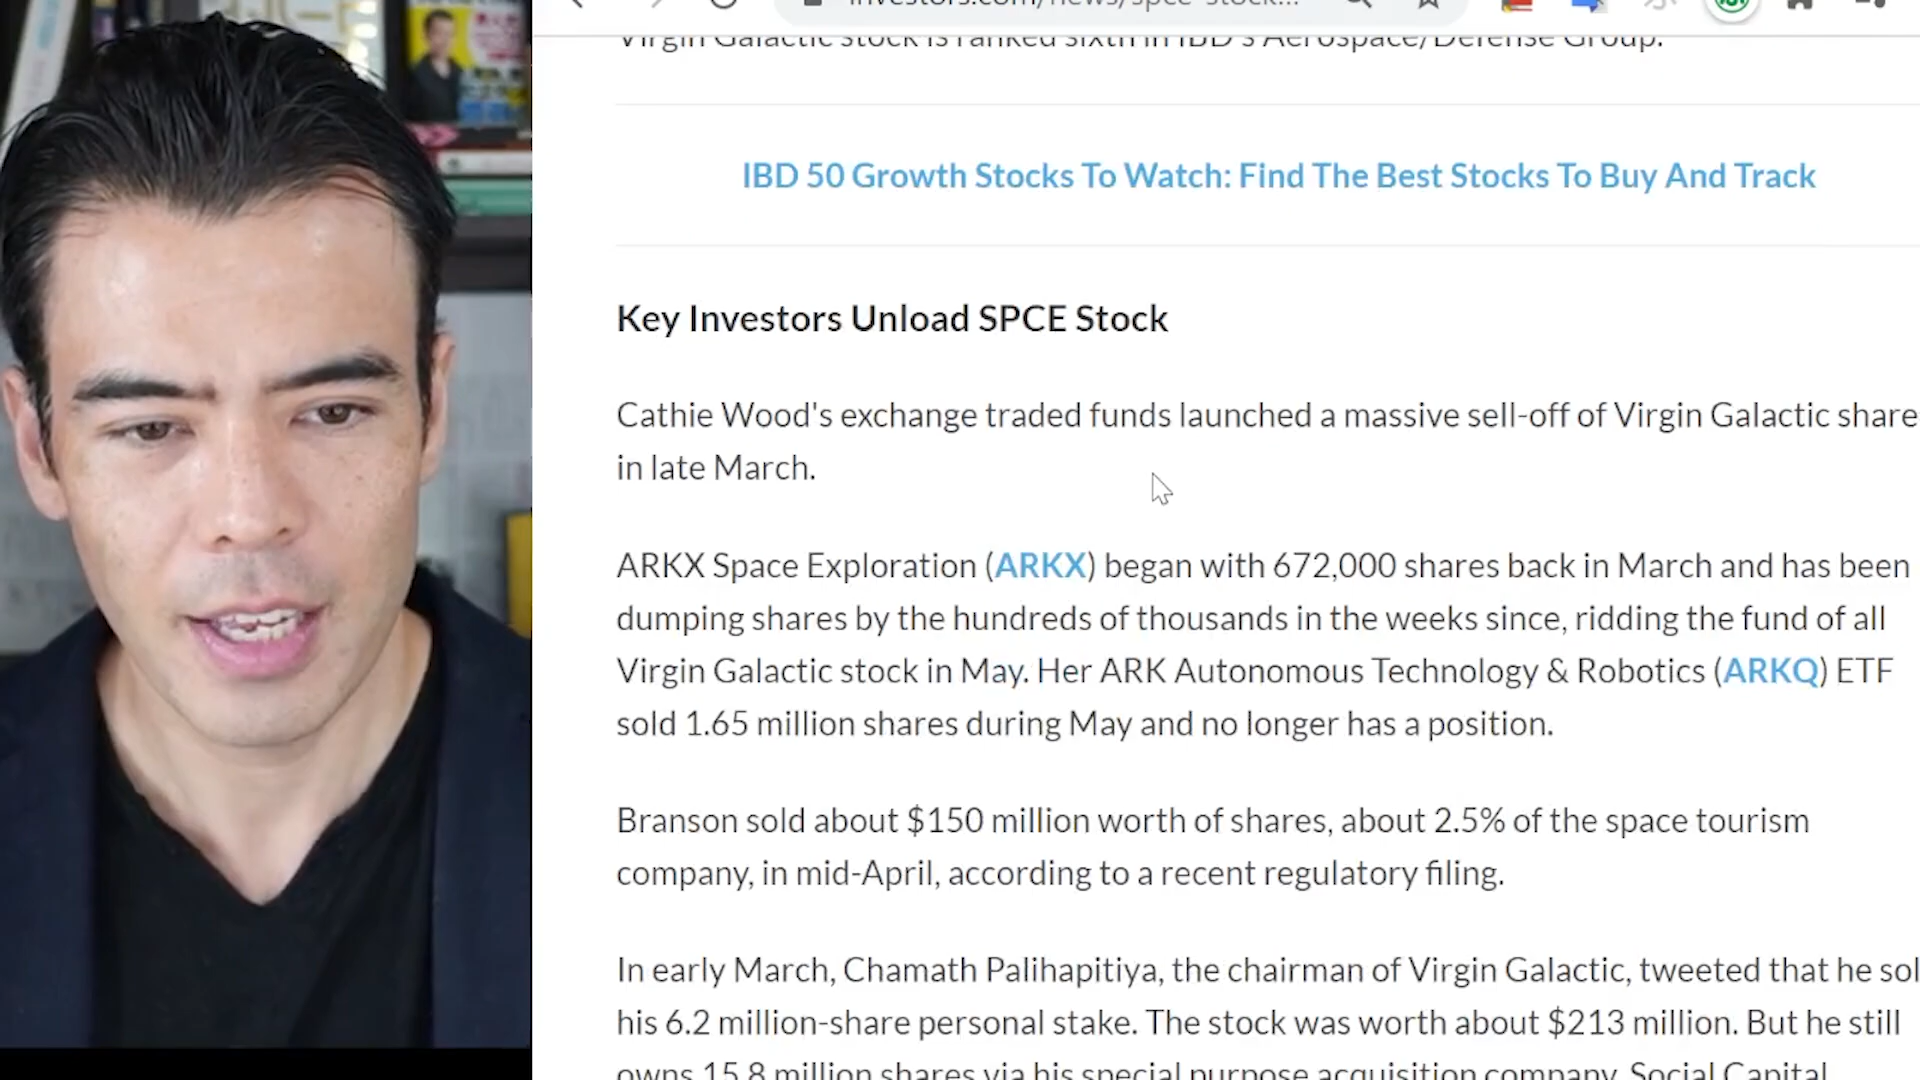 investors.com/news/spce-stock...
Virgin Galactic stock is ranked sixth in IBD's Aerospace/Defense Group.
IBD 50 Growth Stocks To Watch: Find The Best Stocks To Buy And Track
Key Investors Unload SPCE Stock
Cathie Wood's exchange traded funds launched a massive sell-off of Virgin Galactic share
in late March.
ARKX Space Exploration (ARKX) began with 672,000 shares back in March and has been
dumping shares by the hundreds of thousands in the weeks since, ridding the fund of all
Virgin Galactic stock in May. Her ARK Autonomous Technology & Robotics (ARKQ) ETF
sold 1.65 million shares during May and no longer has a position.
Branson sold about $150 million worth of shares, about 2.5% of the space tourism
company, in mid-April, according to a recent regulatory filing.
In early March, Chamath Palihapitiya, the chairman of Virgin Galactic, tweeted that he sol
his 6.2 million-share personal stake. The stock was worth about $213 million. But he still
owns 15.8 million shares via his special purpose acquisition company, Social Capital